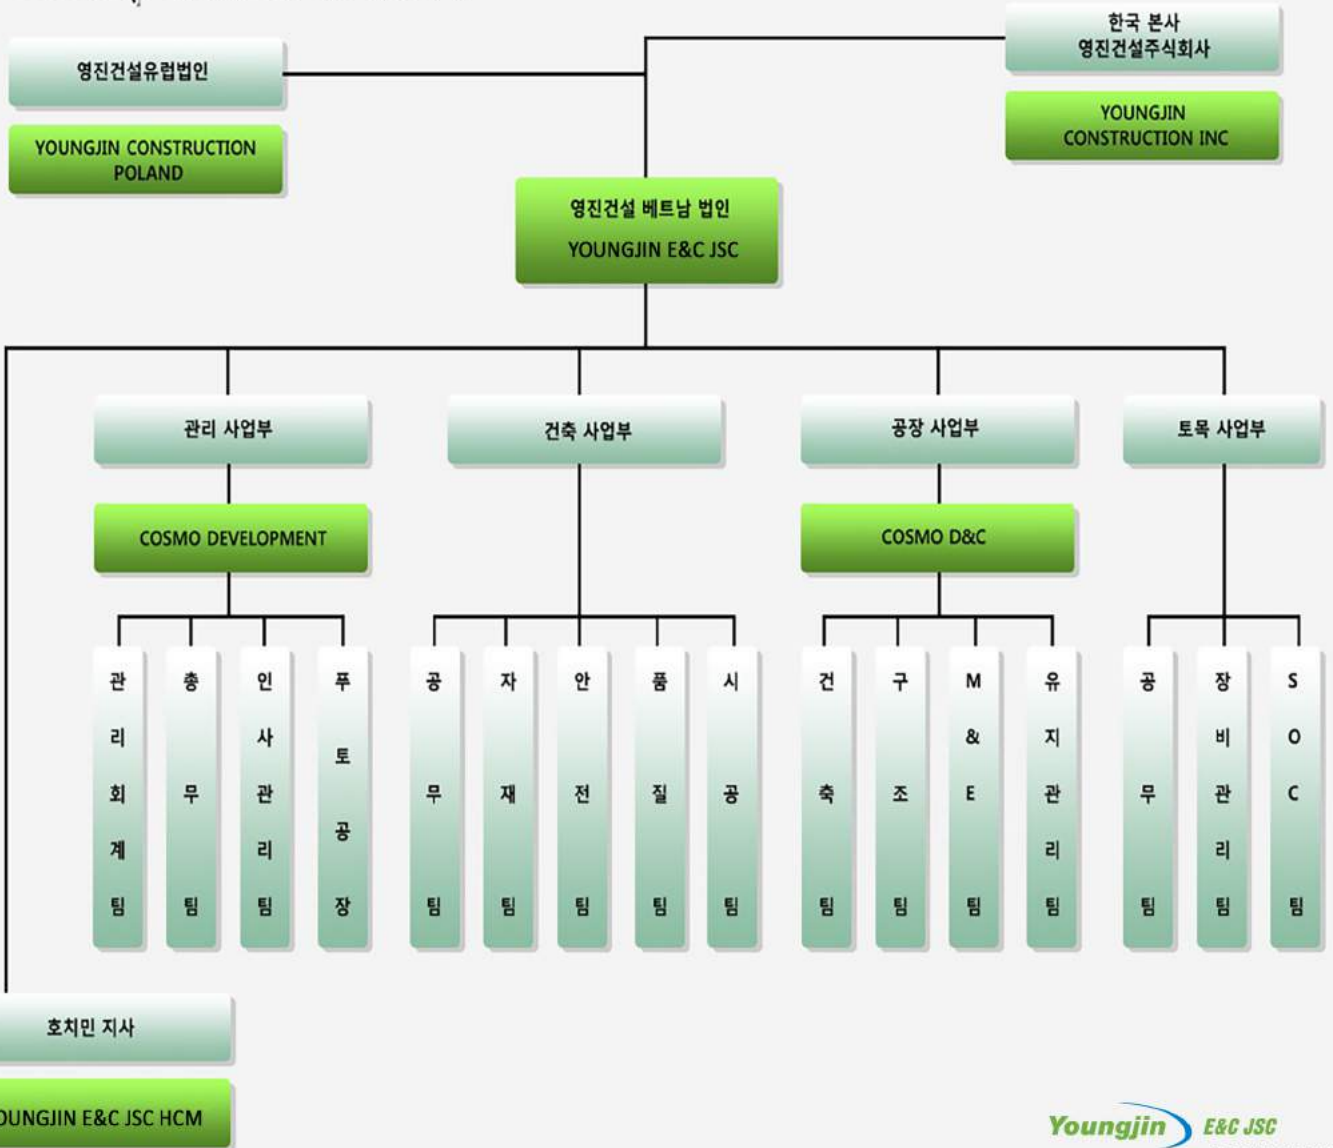 영진건설유럽법인
YOUNGJIN CONSTRUCTION
POLAND
한국 본사
영진건설주식회사
YOUNGJIN
CONSTRUCTION INC
영진건설 베트남 법인
YOUNGJIN E&C JSC
관리 사업부
건축 사업부
공장 사업부
토목 사업부
COSMO DEVELOPMENT
COSMO D&C
관리회계팀
총무팀
인사관리팀
푸토공장
공무팀
자재팀
안전팀
품질팀
시공팀
건축팀
구조팀
M&E팀
유지관리팀
공무팀
장비관리팀
SOC팀
호치민 지사
OUNGJIN E&C JSC HCM
Youngjin E&C JSC